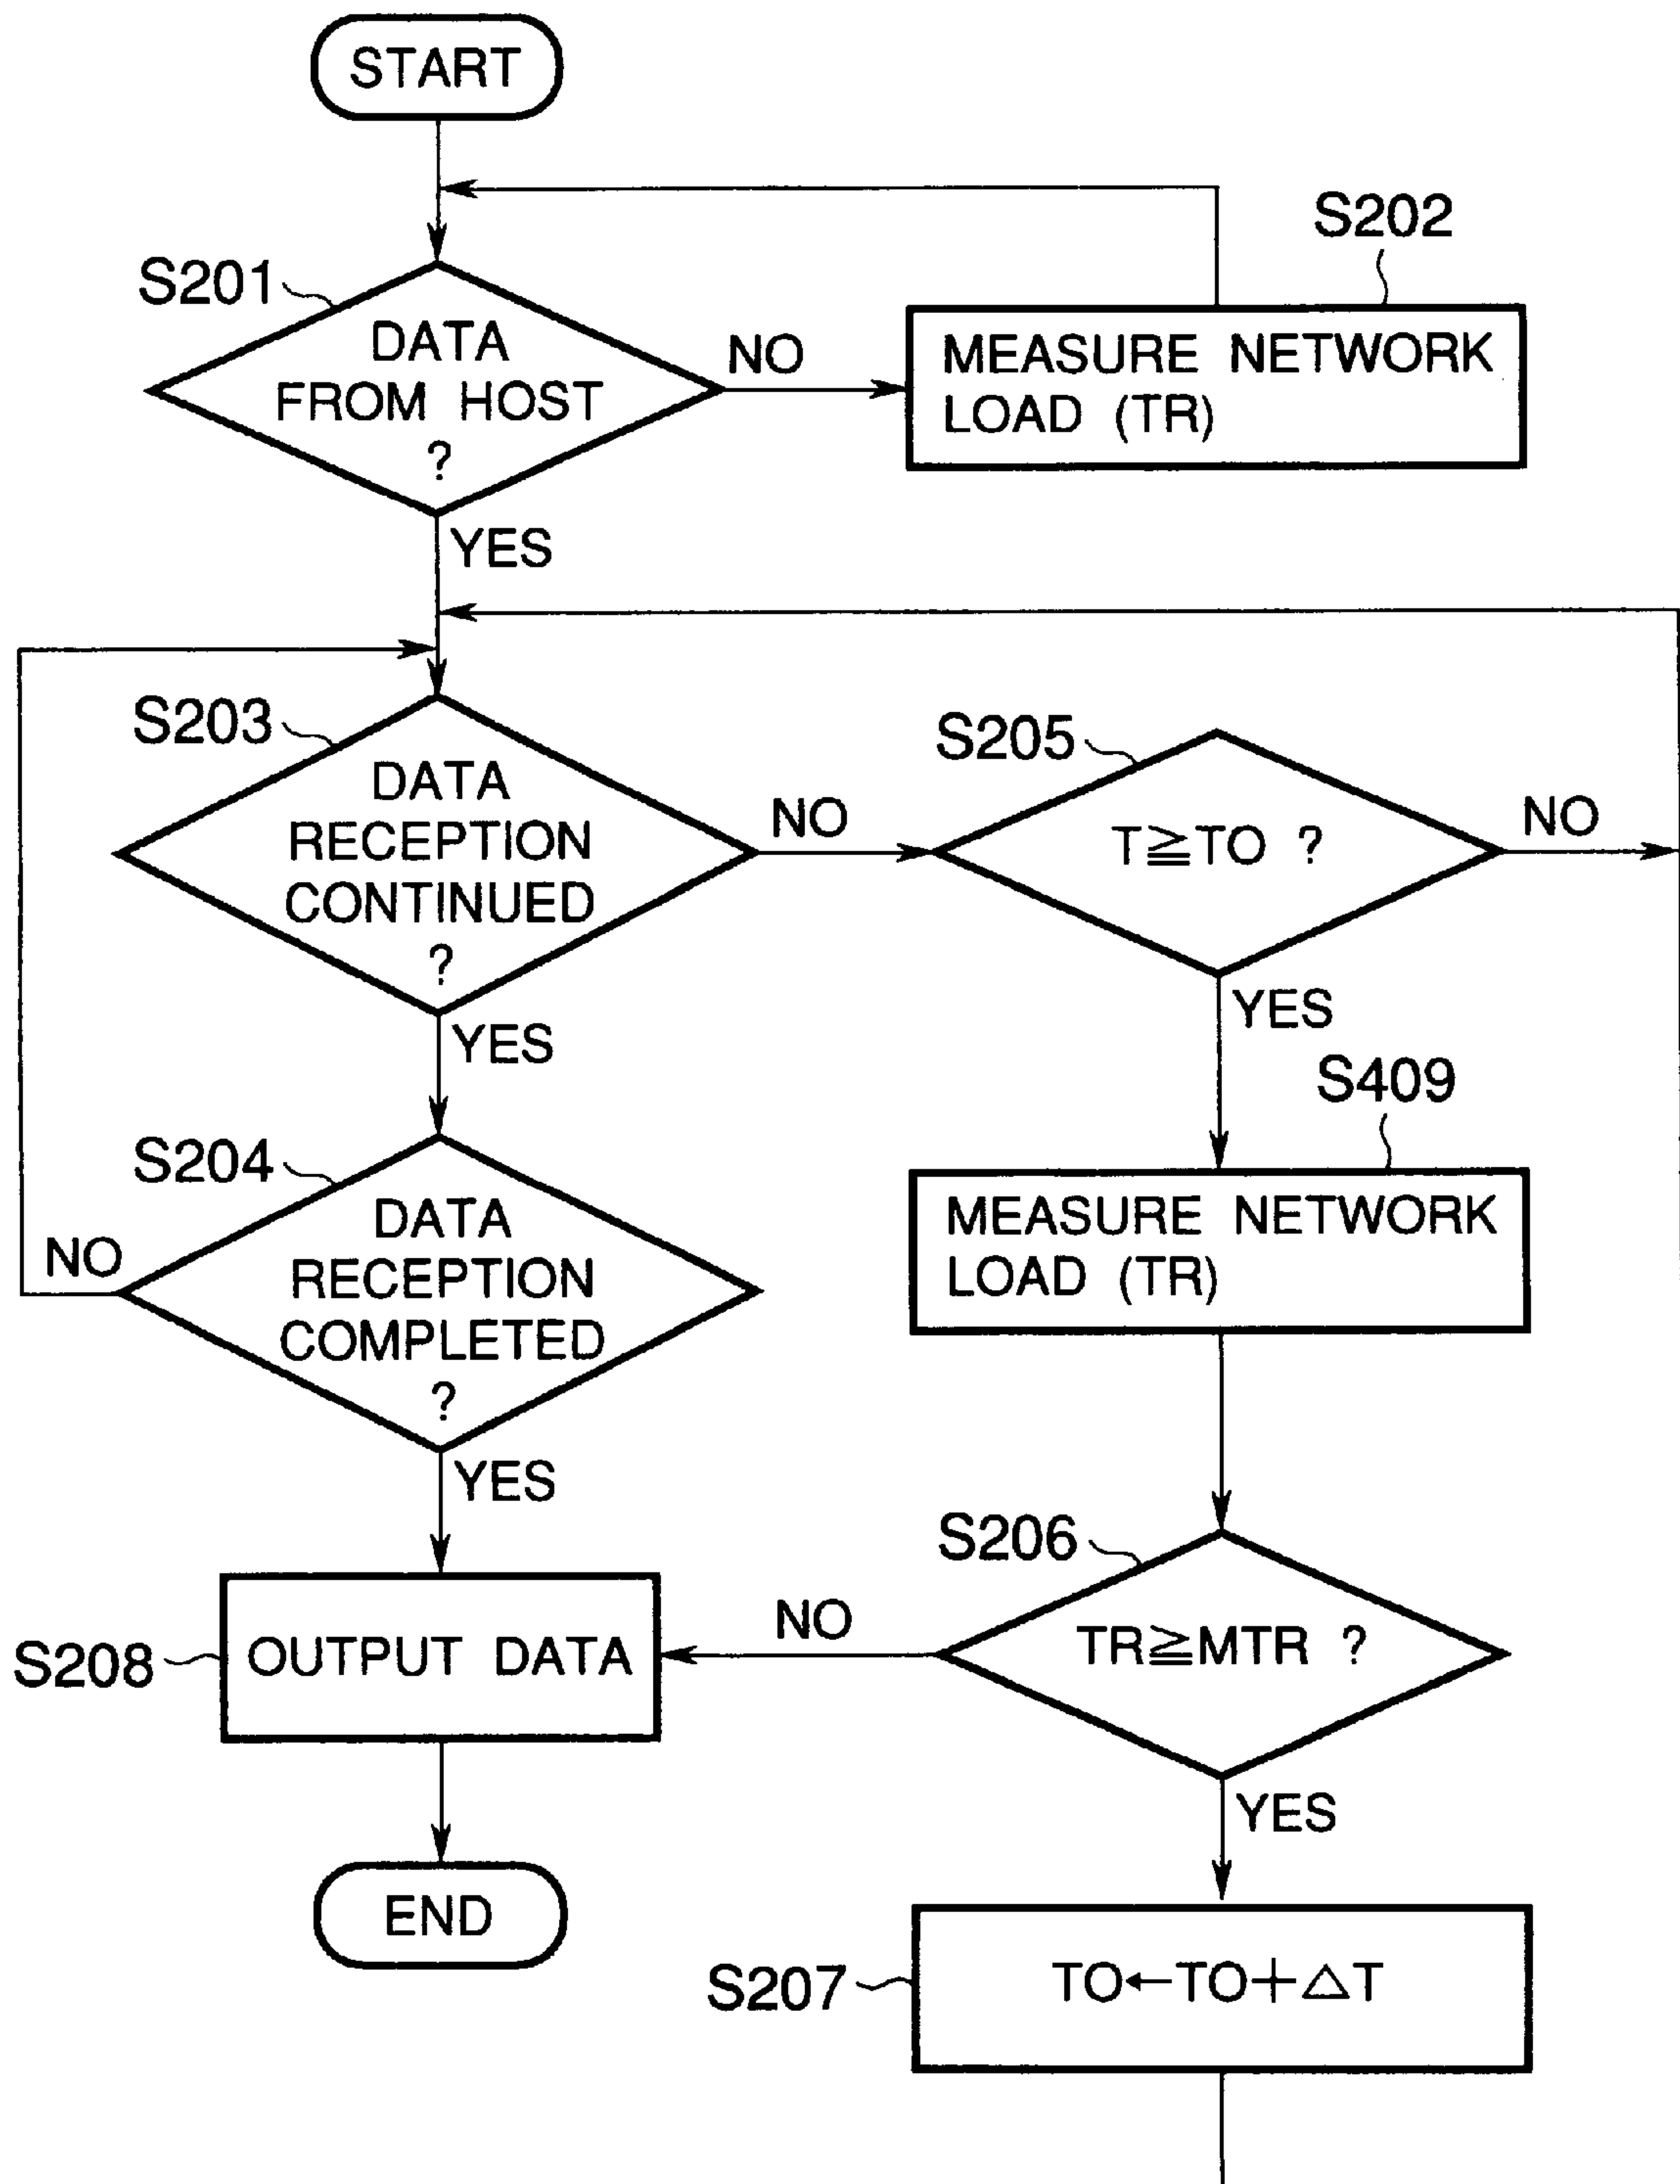 START
S202
S201
DATA
FROM HOST
?
NO
MEASURE NETWORK
LOAD (TR)
YES
S203
DATA
RECEPTION
CONTINUED
?
NO
S205
T≧TO ?
NO
YES
YES
S409
MEASURE NETWORK
LOAD (TR)
S204
DATA
RECEPTION
COMPLETED
?
NO
YES
S206
TR≧MTR ?
NO
S208
OUTPUT DATA
YES
END
S207
TO←TO+△T